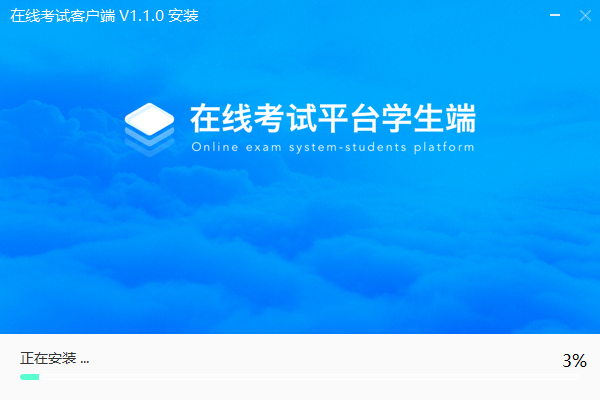 在线考试客户端 V1.1.0 安装
在线考试平台学生端
Online exam system-students platform
正在安装 ...
3%